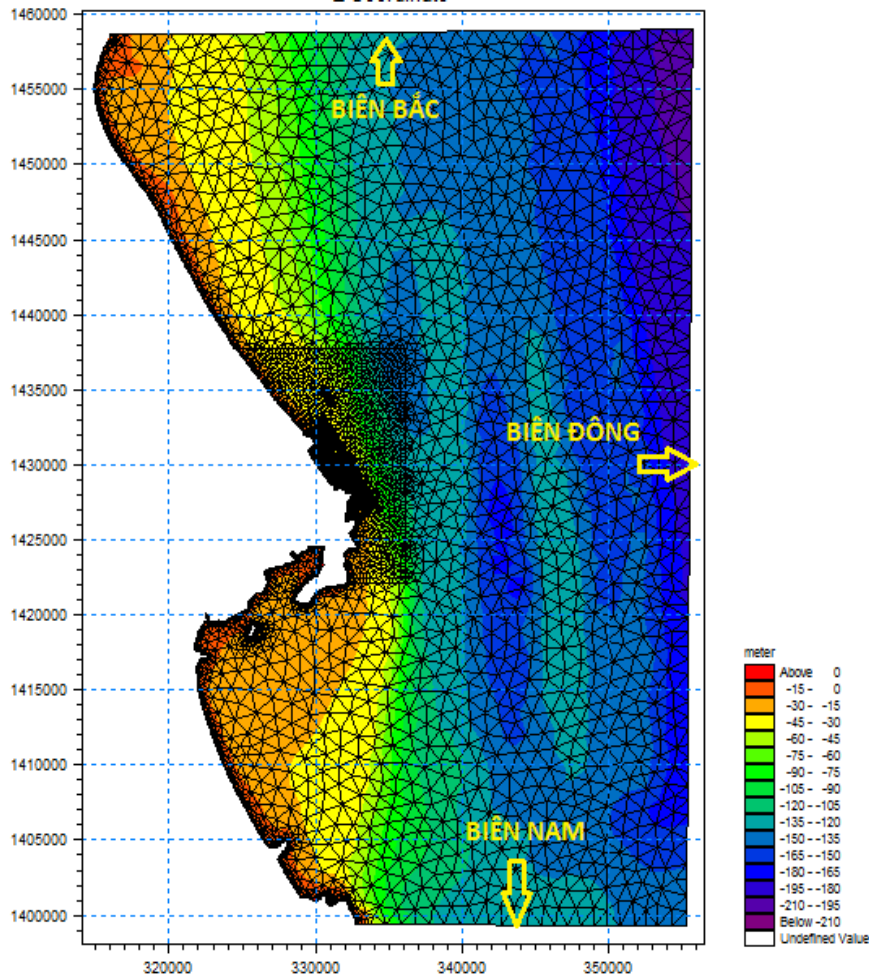 1460000
1455000
BIÊN BẮC
1450000
1445000
1440000
1435000
BIÊN ĐÔNG
1430000
1425000
1420000
1415000
1410000
1405000
BIÊN NAM
1400000
320000 330000 340000 350000
meter
Above 0
-15 - 0
-30 - -15
-45 - -30
-60 - -45
-75 - -60
-90 - -75
-105 - -90
-120 - -105
-135 - -120
-150 - -135
-165 - -150
-180 - -165
-195 - -180
-210 - -195
Below -210
Undefined Value